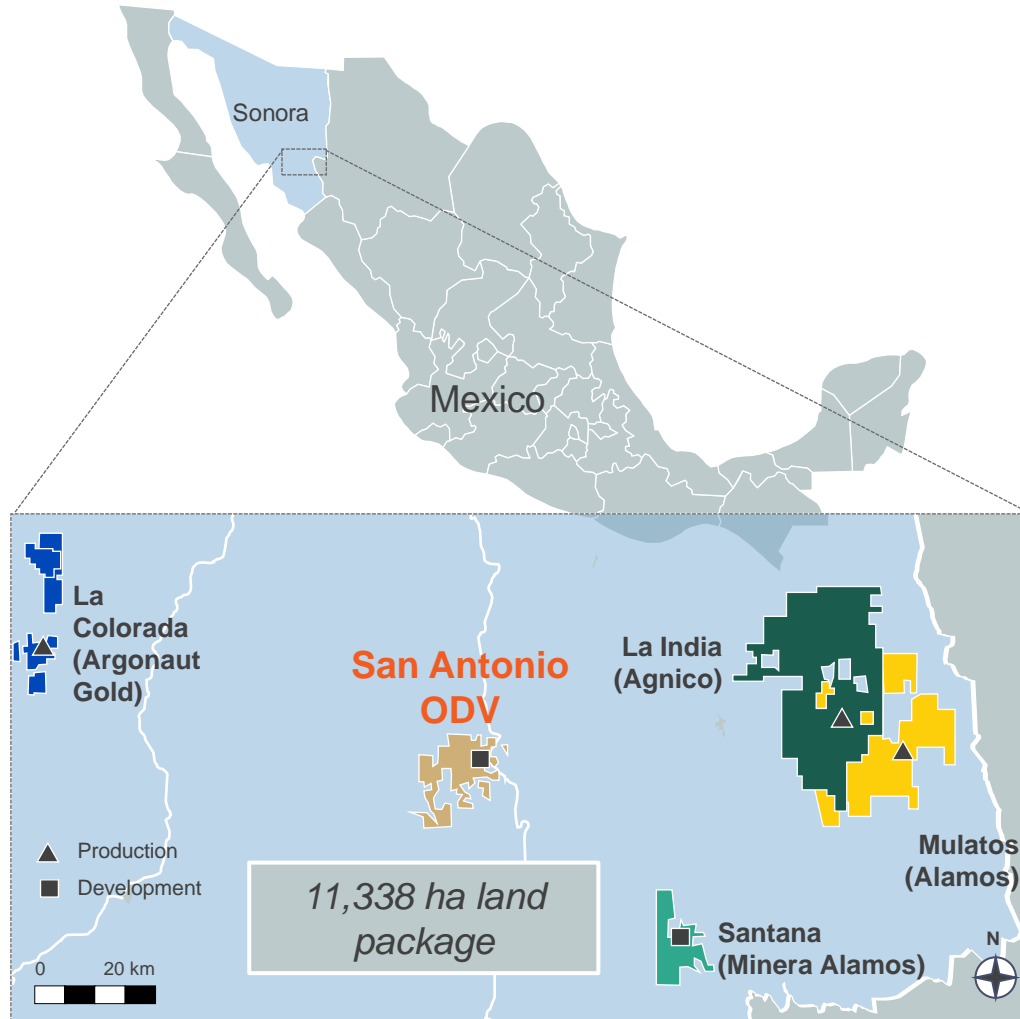 Sonora
Mexico
La
Colorada
(Argonaut
Gold)
San Antonio
ODV
La India
(Agnico)
Mulatos
(Alamos)
Production
Development
11,338 ha land
package
Santana
(Minera Alamos)
N
0 20 km